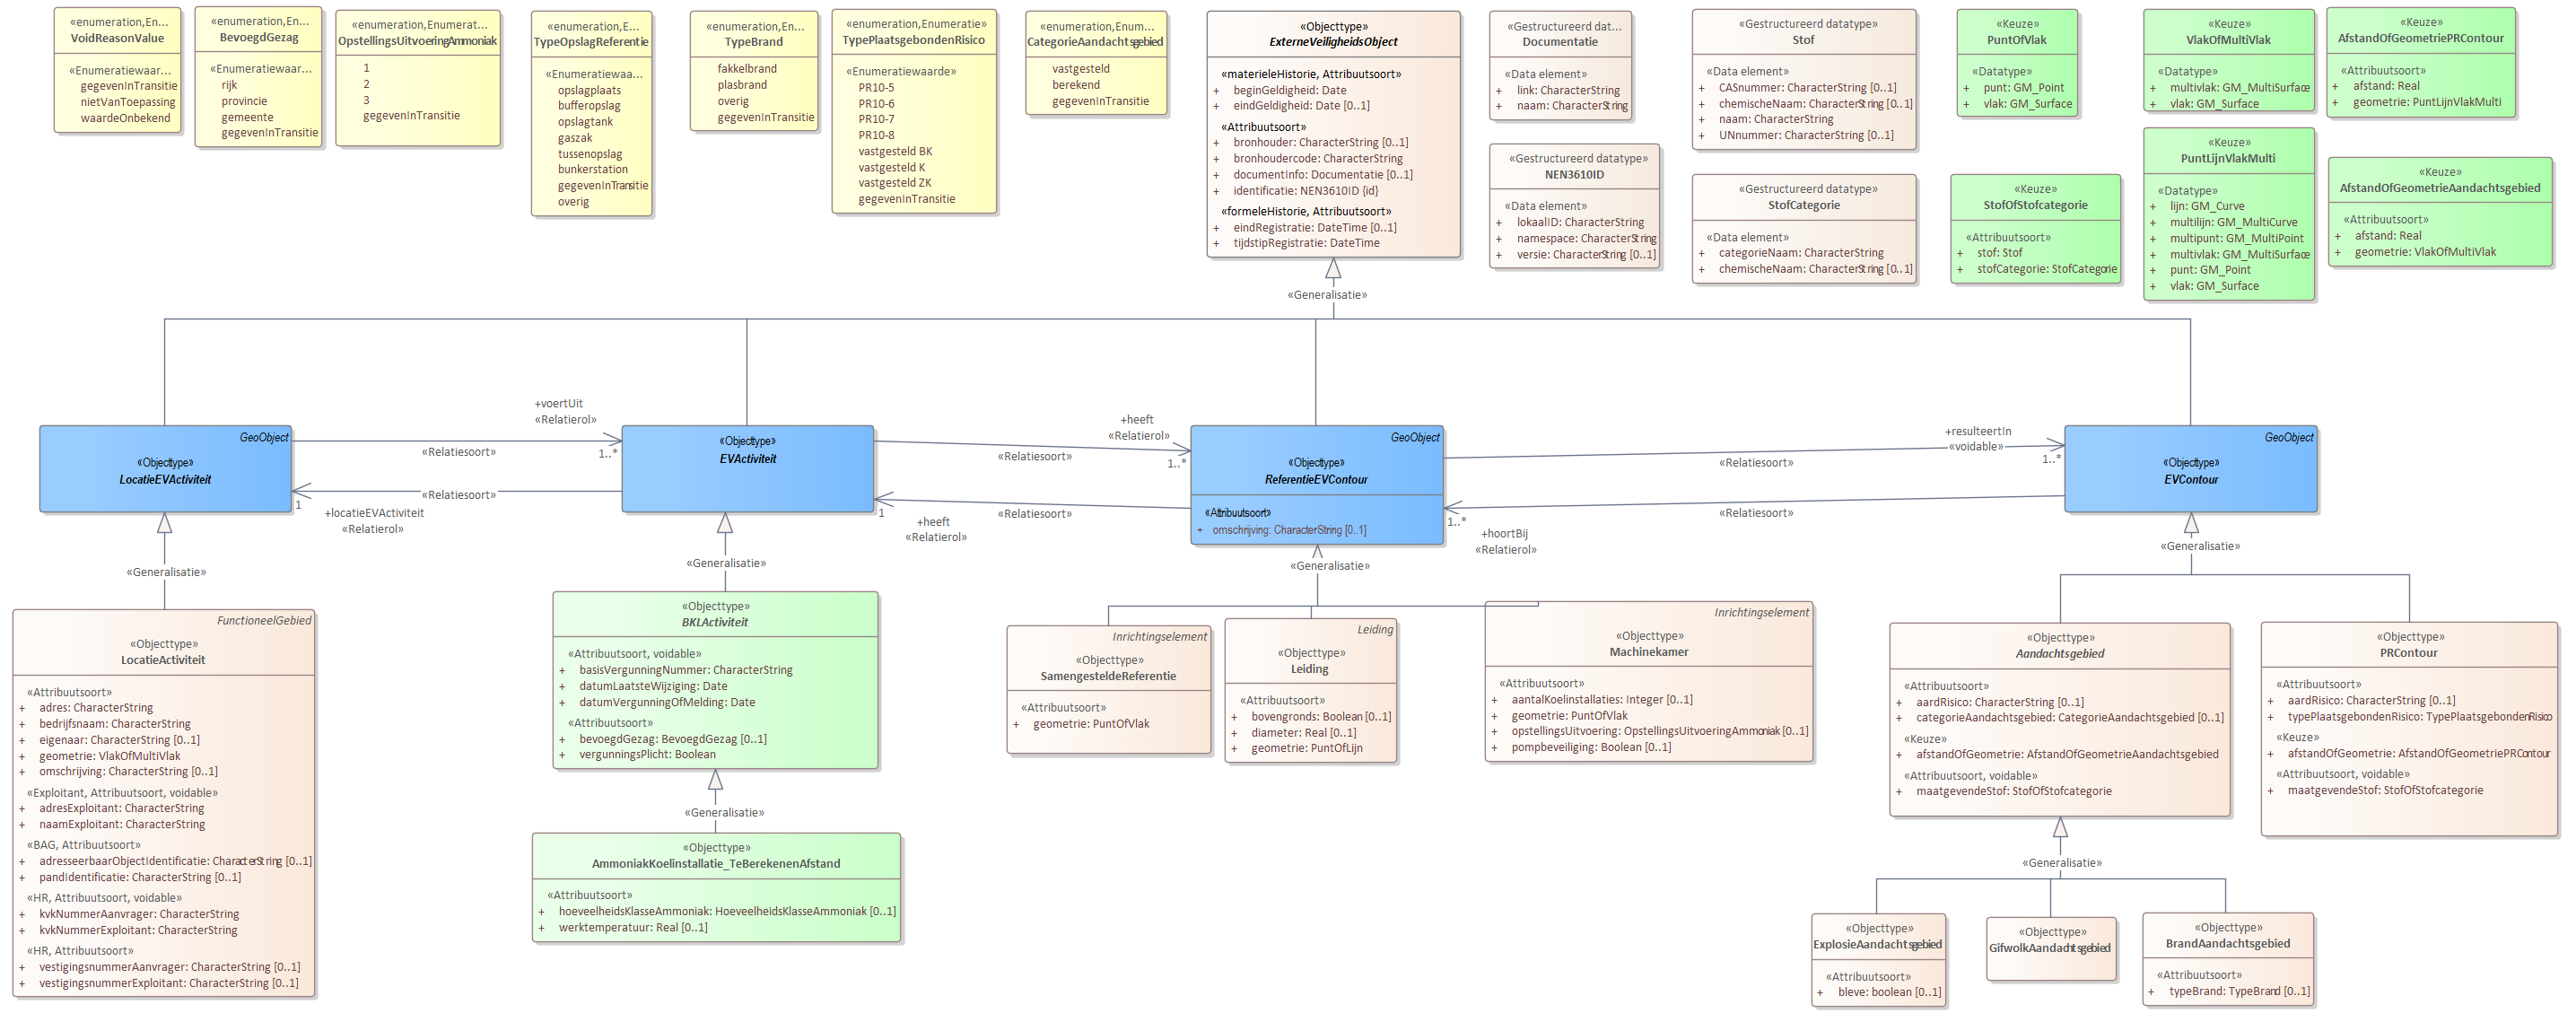 «enumeration,En...
VoidReasonValue
«Enumeratiewaar...
gegevenInTransitie
nietVanToepassing
waardeOnbekend
«enumeration,En...
BevoegdGezag
«Enumeratiewaar...
rijk
provincie
gemeente
gegevenInTransitie
«enumeration,Enumerat...
OpstellingsUitvoeringAmmoniak
1
2
3
gegevenInTransitie
«enumeration,E...
TypeOpslagReferentie
«Enumeratiewaa...
opslagplaats
bufferopslag
opslagtank
gaszak
tussenopslag
bunkerstation
gegevenInTransitie
overig
«enumeration,En...
TypeBrand
fakkelbrand
plasbrand
overig
gegevenInTransitie
«enumeration,Enumeratie»
TypePlaatsgebondenRisico
«Enumeratiewaarde»
PR10-5
PR10-6
PR10-7
PR10-8
vastgesteld BK
vastgesteld K
vastgesteld ZK
gegevenInTransitie
«enumeration,Enum...
CategorieAandachtsgebied
vastgesteld
berekend
gegevenInTransitie
«Objecttype»
ExterneVeiligheidsObject
«materieleHistorie, Attribuutsoort»
+ beginGeldigheid: Date
+ eindGeldigheid: Date [0..1]
«Attribuutsoort»
+ bronhouder: CharacterString [0..1]
+ bronhoudercode: CharacterString
+ documentInfo: Documentatie [0..1]
+ identificatie: NEN3610ID {id}
«formeleHistorie, Attribuutsoort»
+ eindRegistratie: DateTime [0..1]
+ tijdstipRegistratie: DateTime
«Gestructureerd dat...
Documentatie
«Data element»
+ link: CharacterString
+ naam: CharacterString
«Gestructureerd datatype»
NEN3610ID
«Data element»
+ lokaalID: CharacterString
+ namespace: CharacterString
+ versie: CharacterString [0..1]
«Gestructureerd datatype»
Stof
«Data element»
+ CASnummer: CharacterString [0..1]
+ chemischeNaam: CharacterString [0..1]
+ naam: CharacterString
+ UNnummer: CharacterString [0..1]
«Gestructureerd datatype»
StofCategorie
«Data element»
+ categorieNaam: CharacterString
+ chemischeNaam: CharacterString [0..1]
«Keuze»
PuntOfVlak
«Datatype»
+ punt: GM_Point
+ vlak: GM_Surface
«Keuze»
StofOfStofcategorie
«Attribuutsoort»
+ stof: Stof
+ stofCategorie: StofCategorie
«Keuze»
VlakOfMultiVlak
«Datatype»
+ multivlak: GM_MultiSurface
+ vlak: GM_Surface
«Keuze»
PuntLijnVlakMulti
«Datatype»
+ lijn: GM_Curve
+ multilijn: GM_MultiCurve
+ multipunt: GM_MultiPoint
+ multivlak: GM_MultiSurface
+ punt: GM_Point
+ vlak: GM_Surface
«Keuze»
AfstandOfGeometriePRContour
«Attribuutsoort»
+ afstand: Real
+ geometrie: PuntLijnVlakMulti
«Keuze»
AfstandOfGeometrieAandachtsgebied
«Attribuutsoort»
+ afstand: Real
+ geometrie: VlakOfMultiVlak
«Generalisatie»
GeoObject
«Objecttype»
LocatieEVActiviteit
+voertUit
«Relatierol»
«Relatiesoort»
1..*
«Relatiesoort»
1
+locatieEVActiviteit
«Relatierol»
«Objecttype»
EVActiviteit
+heeft
«Relatierol»
«Relatiesoort»
1..*
«Relatiesoort»
1
+heeft
«Relatierol»
GeoObject
«Objecttype»
ReferentieEVContour
«Attribuutsoort»
+ omschrijving: CharacterString [0..1]
+resulteertIn
«voidable»
«Relatiesoort»
1..*
«Relatiesoort»
1..*
+hoortBij
«Relatierol»
GeoObject
«Objecttype»
EVContour
«Generalisatie»
«Generalisatie»
«Generalisatie»
«Generalisatie»
FunctioneelGebied
«Objecttype»
LocatieActiviteit
«Attribuutsoort»
+ adres: CharacterString
+ bedrijfsnaam: CharacterString
+ eigenaar: CharacterString [0..1]
+ geometrie: VlakOfMultiVlak
+ omschrijving: CharacterString [0..1]
«Exploitant, Attribuutsoort, voidable»
+ adresExploitant: CharacterString
+ naamExploitant: CharacterString
«BAG, Attribuutsoort»
+ adresseerbaarObjectIdentificatie: CharacterString [0..1]
+ pandIdentificatie: CharacterString [0..1]
«HR, Attribuutsoort, voidable»
+ kvkNummerAanvrager: CharacterString
+ kvkNummerExploitant: CharacterString
«HR, Attribuutsoort»
+ vestigingsnummerAanvrager: CharacterString [0..1]
+ vestigingsnummerExploitant: CharacterString [0..1]
«Objecttype»
BKLActiviteit
«Attribuutsoort, voidable»
+ basisVergunningNummer: CharacterString
+ datumLaatsteWijziging: Date
+ datumVergunningOfMelding: Date
«Attribuutsoort»
+ bevoegdGezag: BevoegdGezag [0..1]
+ vergunningsPlicht: Boolean
«Generalisatie»
«Objecttype»
AmmoniakKoelinstallatie_TeBerekenenAfstand
«Attribuutsoort»
+ hoeveelheidsKlasseAmmoniak: HoeveelheidsKlasseAmmoniak [0..1]
+ werktemperatuur: Real [0..1]
Inrichtingselement
«Objecttype»
SamengesteldeReferentie
«Attribuutsoort»
+ geometrie: PuntOfVlak
Leiding
«Objecttype»
Leiding
«Attribuutsoort»
+ bovengronds: Boolean [0..1]
+ diameter: Real [0..1]
+ geometrie: PuntOfLijn
Inrichtingselement
«Objecttype»
Machinekamer
«Attribuutsoort»
+ aantalKoelinstallaties: Integer [0..1]
+ geometrie: PuntOfVlak
+ opstellingsUitvoering: OpstellingsUitvoeringAmmoniak [0..1]
+ pompbeveiliging: Boolean [0..1]
«Objecttype»
Aandachtsgebied
«Attribuutsoort»
+ aardRisico: CharacterString [0..1]
+ categorieAandachtsgebied: CategorieAandachtsgebied [0..1]
«Keuze»
+ afstandOfGeometrie: AfstandOfGeometrieAandachtsgebied
«Attribuutsoort, voidable»
+ maatgevendeStof: StofOfStofcategorie
«Objecttype»
PRContour
«Attribuutsoort»
+ aardRisico: CharacterString [0..1]
+ typePlaatsgebondenRisico: TypePlaatsgebondenRisico
«Keuze»
+ afstandOfGeometrie: AfstandOfGeometriePRContour
«Attribuutsoort, voidable»
+ maatgevendeStof: StofOfStofcategorie
«Generalisatie»
«Objecttype»
ExplosieAandachtsgebied
«Attribuutsoort»
+ bleve: boolean [0..1]
«Objecttype»
GifwolkAandachtsgebied
«Objecttype»
BrandAandachtsgebied
«Attribuutsoort»
+ typeBrand: TypeBrand [0..1]